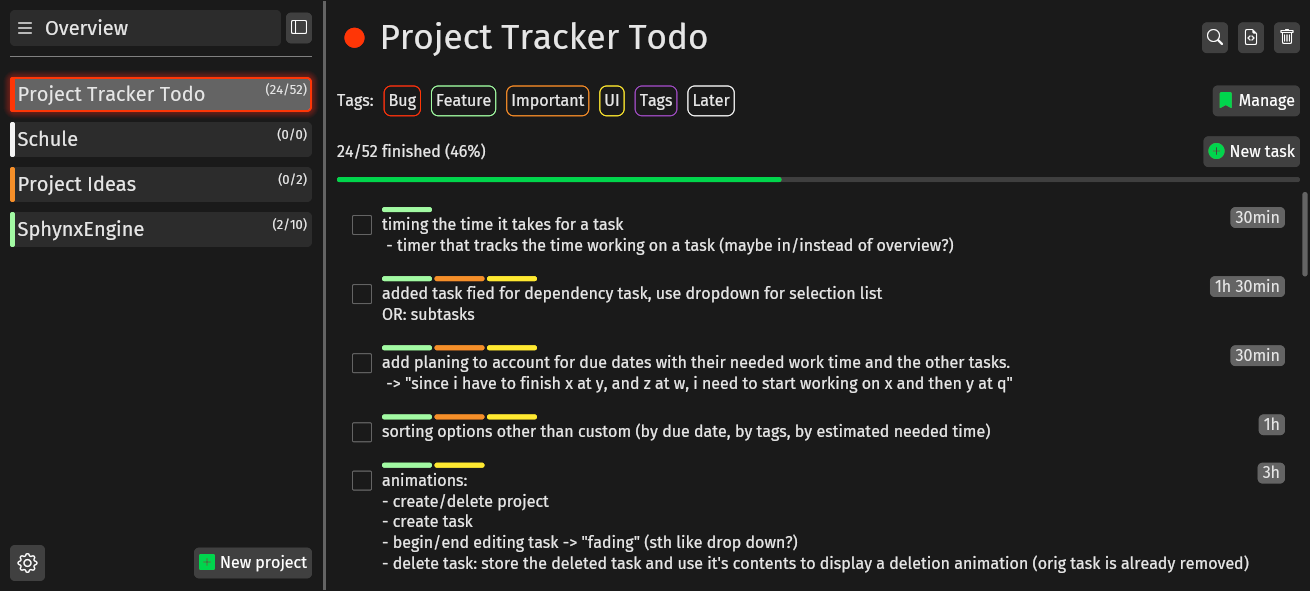 Overview
Project Tracker Todo (24/52)
Schule (0/0)
Project Ideas (0/2)
SphynxEngine (2/10)
New project
Project Tracker Todo
Tags: Bug Feature Important UI Tags Later
Manage
24/52 finished (46%)
New task
timing the time it takes for a task
- timer that tracks the time working on a task (maybe in/instead of overview?)
30min
added task fied for dependency task, use dropdown for selection list
OR: subtasks
1h 30min
add planing to account for due dates with their needed work time and the other tasks.
-> "since i have to finish x at y, and z at w, i need to start working on x and then y at q"
30min
sorting options other than custom (by due date, by tags, by estimated needed time)
1h
animations:
- create/delete project
- create task
- begin/end editing task -> "fading" (sth like drop down?)
- delete task: store the deleted task and use it's contents to display a deletion animation (orig task is already removed)
3h